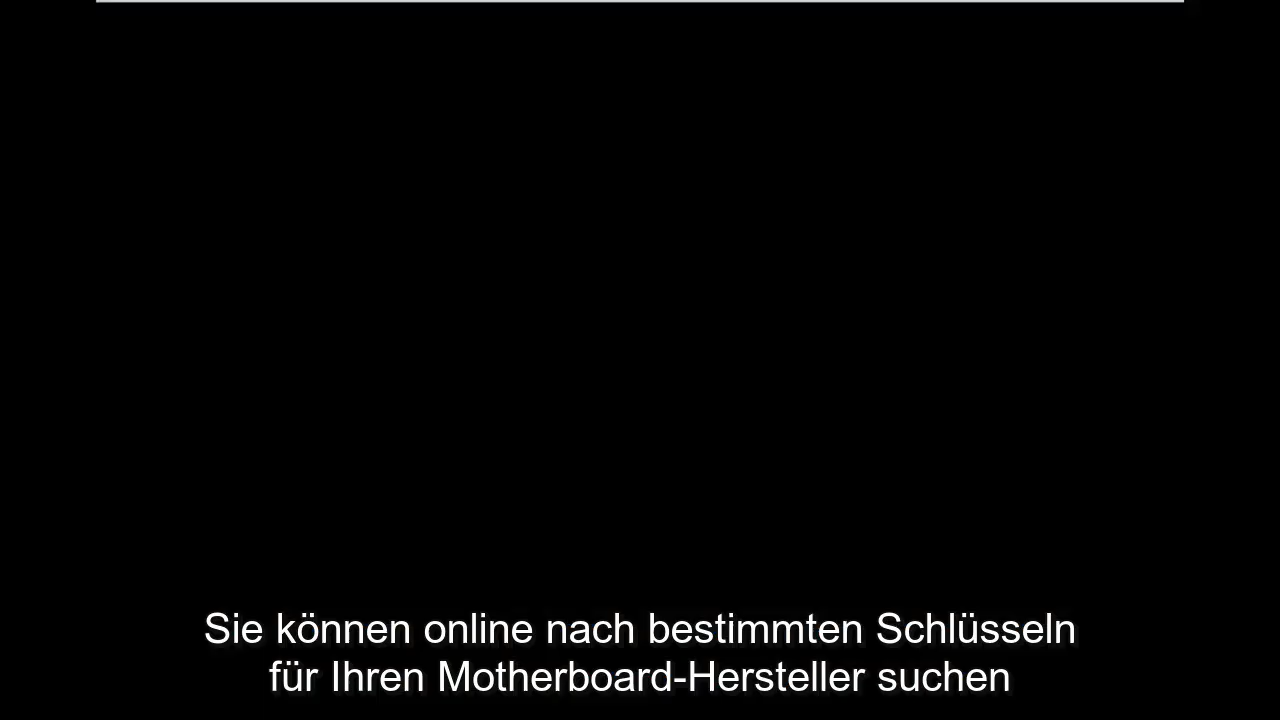 Sie können online nach bestimmten Schlüsseln
für Ihren Motherboard-Hersteller suchen